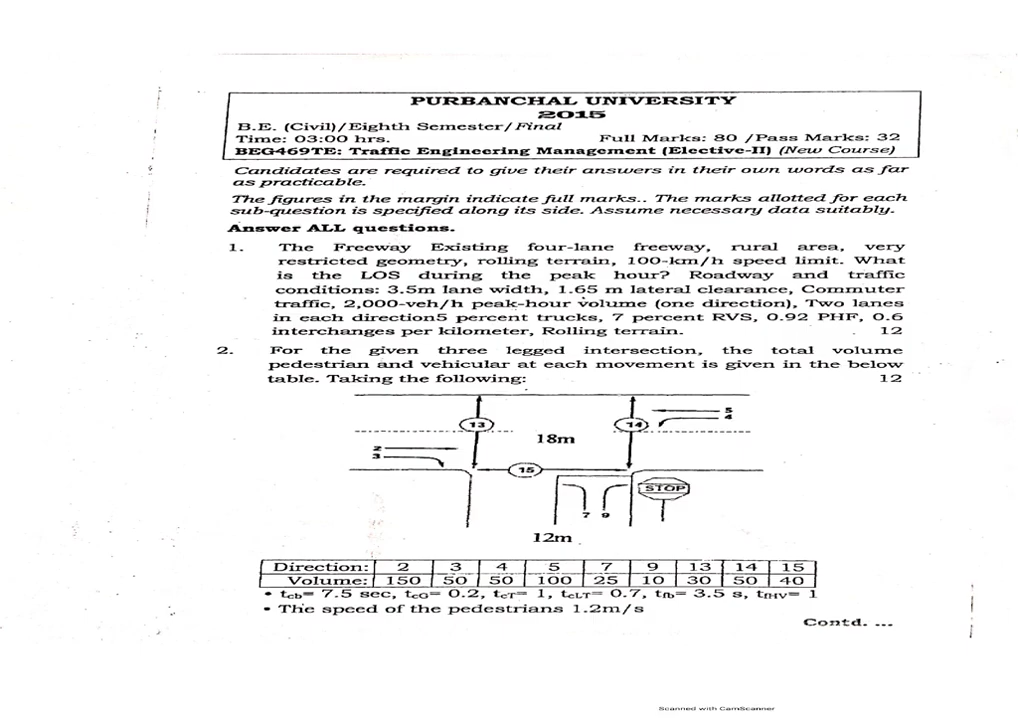 PURBANCHAL UNIVERSITY
2015
B.E. (Civil)/Eighth Semester/Final
Time: 03:00 hrs. Full Marks: 80 /Pass Marks: 32
BEG469TE: Traffic Engineering Management (Elective-II) (New Course)
Candidates are required to give their answers in their own words as far
as practicable.
The figures in the margin indicate full marks.. The marks allotted for each
sub-question is specified along its side. Assume necessary data suitably.
Answer ALL questions.
1. The Freeway Existing four-lane freeway, rural area, very
restricted geometry, rolling terrain, 100-km/h speed limit. What
is the LOS during the peak hour? Roadway and traffic
conditions: 3.5m lane width, 1.65 m lateral clearance, Commuter
traffic, 2,000-veh/h peak-hour volume (one direction), Two lanes
in each direction5 percent trucks, 7 percent RVS, 0.92 PHF, 0.6
interchanges per kilometer, Rolling terrain. 12
2. For the given three legged intersection, the total volume
pedestrian and vehicular at each movement is given in the below
table. Taking the following: 12
5
4
13
14
18m
2
3
15
STOP
7 9
12m
Direction: 2 3 4 5 7 9 13 14 15
Volume: 150 50 50 100 25 10 30 50 40
• tcb= 7.5 sec, tcG= 0.2, tcT= 1, tcLT= 0.7, tfb= 3.5 s, tfHV= 1
• The speed of the pedestrians 1.2m/s
Contd. ...
Scanned with CamScanner